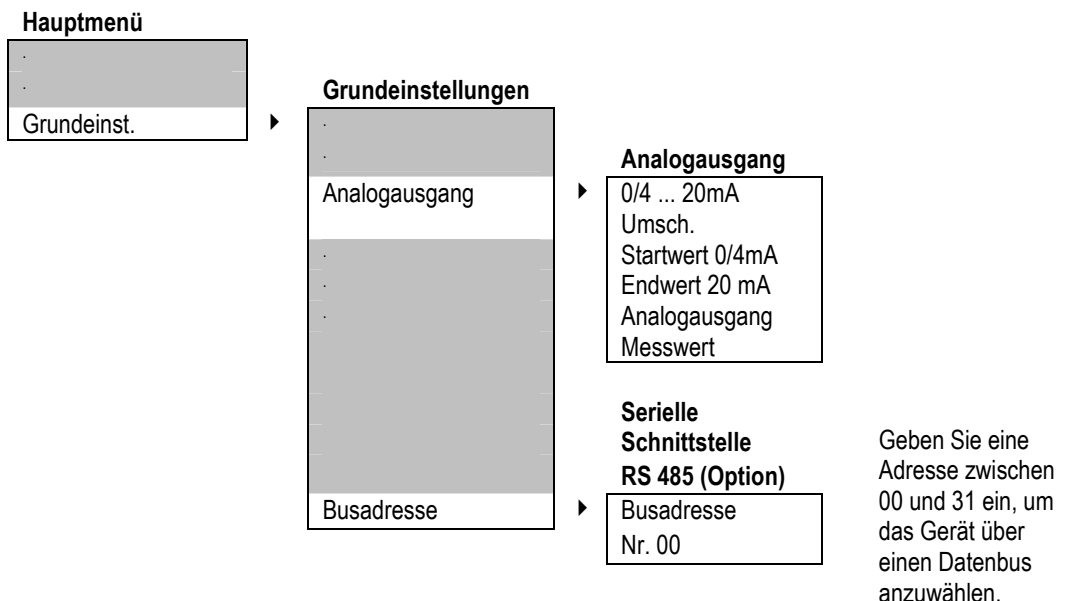 Hauptmenü
.
.
Grundeinst.
Grundeinstellungen
.
.
Analogausgang
.
.
.
Busadresse
Analogausgang
0/4 ... 20mA
Umsch.
Startwert 0/4mA
Endwert 20 mA
Analogausgang
Messwert
Serielle
Schnittstelle
RS 485 (Option)
Busadresse
Nr. 00
Geben Sie eine
Adresse zwischen
00 und 31 ein, um
das Gerät über
einen Datenbus
anzuwählen.